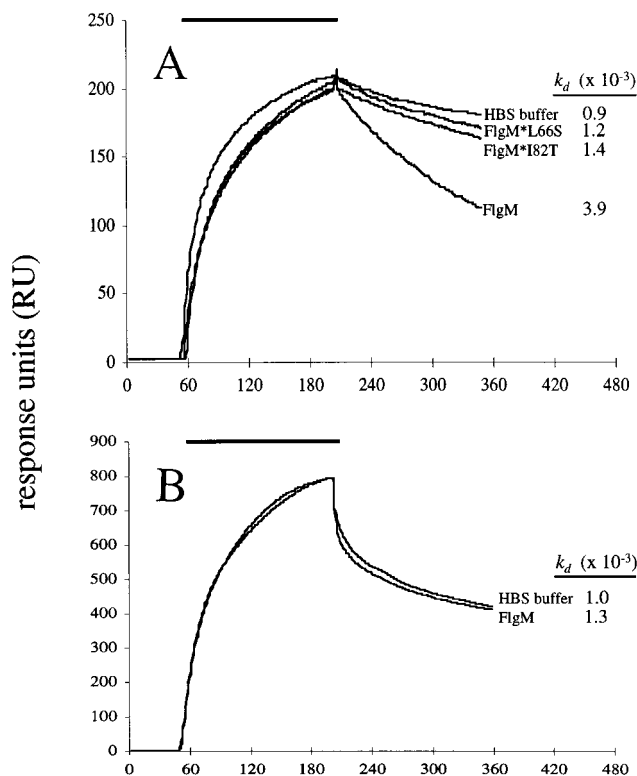 A
250
200
150
100
50
0
0 60 120 180 240 300 360 420 480
k_d (x 10^-3)
HBS buffer 0.9
FlgM*L66S 1.2
FlgM*I82T 1.4
FlgM 3.9
response units (RU)
B
900
800
700
600
500
400
300
200
100
0
0 60 120 180 240 300 360 420 480
k_d (x 10^-3)
HBS buffer 1.0
FlgM 1.3